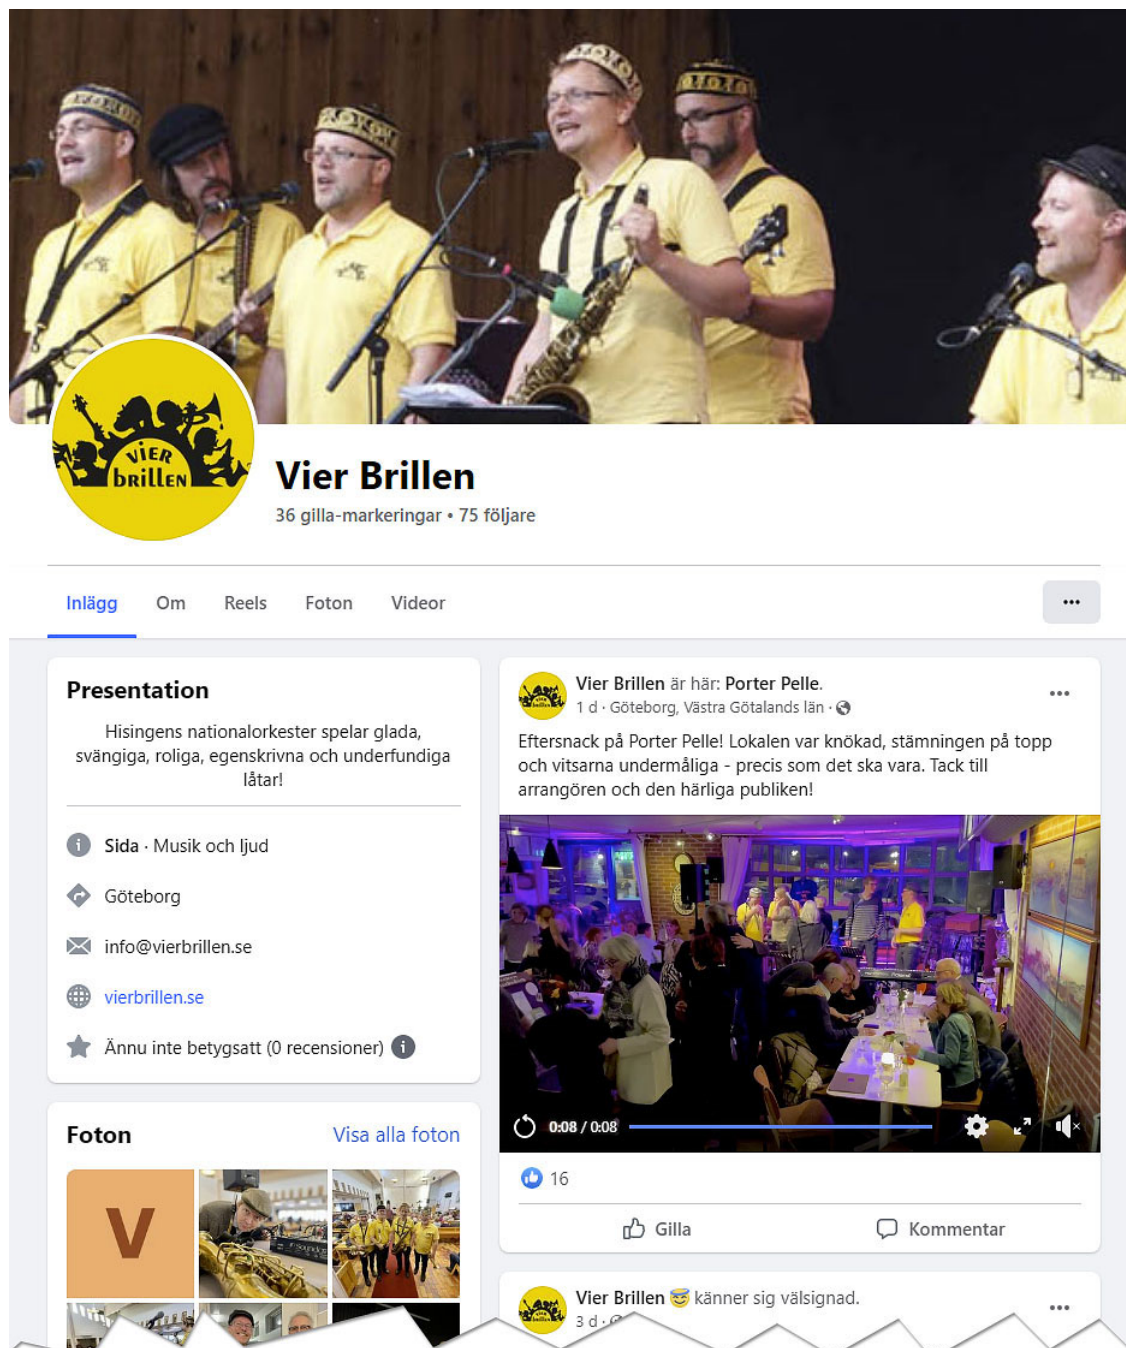 VIER
BRILLEN
Vier Brillen
36 gilla-markeringar • 75 följare
Inlägg
Om
Reels
Foton
Videor
Presentation
Hisingens nationalorkester spelar glada,
svängiga, roliga, egenskrivna och underfundiga
låtar!
Sida · Musik och ljud
Göteborg
info@vierbrillen.se
vierbrillen.se
Ännu inte betygsatt (0 recensioner)
Foton
Visa alla foton
V
Vier Brillen är här: Porter Pelle.
1 d · Göteborg, Västra Götalands län ·
Eftersnack på Porter Pelle! Lokalen var knökad, stämningen på topp
och vitsarna undermåliga - precis som det ska vara. Tack till
arrangören och den härliga publiken!
0:08 / 0:08
16
Gilla
Kommentar
Vier Brillen 😇 känner sig välsignad.
3 d ·